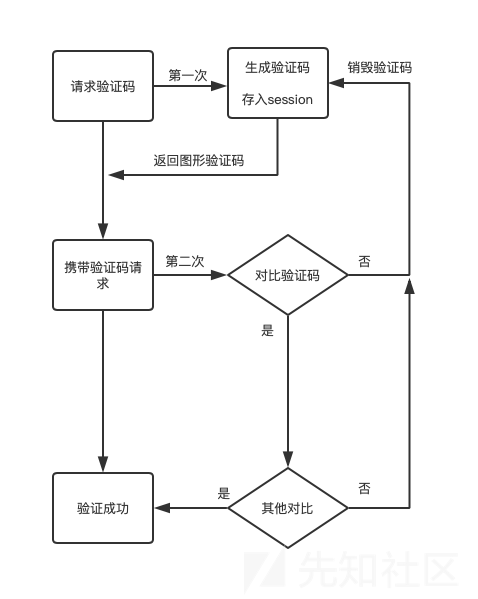 请求验证码
第一次
生成验证码
存入session
销毁验证码
返回图形验证码
携带验证码请
求
第二次
对比验证码
否
是
验证成功
是
其他对比
否
先知社区